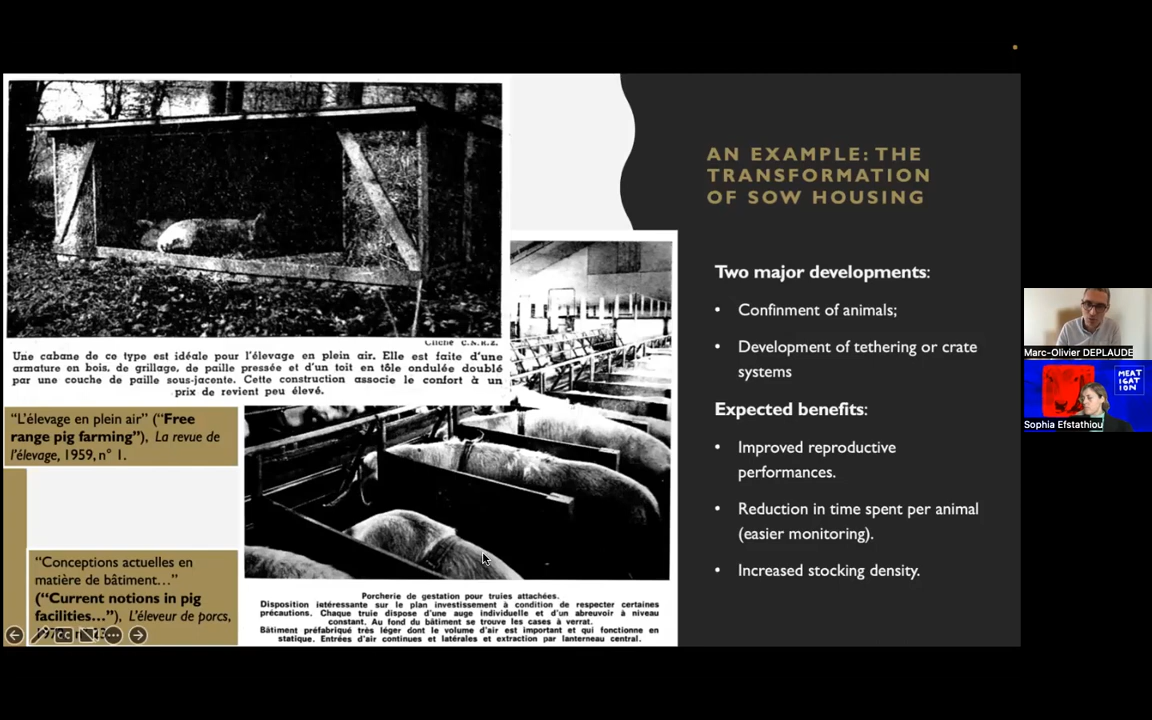 AN EXAMPLE: THE
TRANSFORMATION
OF SOW HOUSING
Two major developments:
• Confinment of animals;
• Development of tethering or crate
systems
Expected benefits:
• Improved reproductive
performances.
• Reduction in time spent per animal
(easier monitoring).
• Increased stocking density.
Cliché C.N.R.Z.
Une cabane de ce type est idéale pour l'élevage en plein air. Elle est faite d'une
armature en bois, de grillage, de paille pressée et d'un toit en tôle ondulée doublé
par une couche de paille sous-jacente. Cette construction associe le confort à un
prix de revient peu élevé.
"L'élevage en plein air" ("Free
range pig farming"), La revue de
l'élevage, 1959, n° 1.
"Conceptions actuelles en
matière de bâtiment…"
("Current notions in pig
facilities…"), L'éleveur de porcs,
Porcherie de gestation pour truies attachées.
Disposition intéressante sur le plan investissement à condition de respecter certaines
précautions. Chaque truie dispose d'une auge individuelle et d'un abreuvoir à niveau
constant. Au fond du bâtiment se trouve les cases à verrat.
Bâtiment préfabriqué très léger dont le volume d'air est important et qui fonctionne en
statique. Entrées d'air continues et latérales et extraction par lanterneau central.
Marc-Olivier DEPLAUDE
MEAT
IGAT
ION
Sophia Efstathiou